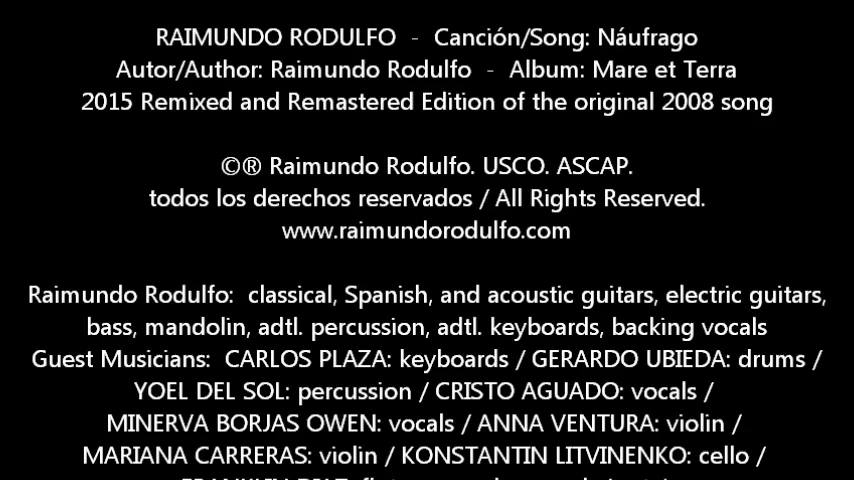 RAIMUNDO RODULFO - Canción/Song: Náufrago
Autor/Author: Raimundo Rodulfo - Album: Mare et Terra
2015 Remixed and Remastered Edition of the original 2008 song
©® Raimundo Rodulfo. USCO. ASCAP.
todos los derechos reservados / All Rights Reserved.
www.raimundorodulfo.com
Raimundo Rodulfo: classical, Spanish, and acoustic guitars, electric guitars,
bass, mandolin, adtl. percussion, adtl. keyboards, backing vocals
Guest Musicians: CARLOS PLAZA: keyboards / GERARDO UBIEDA: drums /
YOEL DEL SOL: percussion / CRISTO AGUADO: vocals /
MINERVA BORJAS OWEN: vocals / ANNA VENTURA: violin /
MARIANA CARRERAS: violin / KONSTANTIN LITVINENKO: cello /